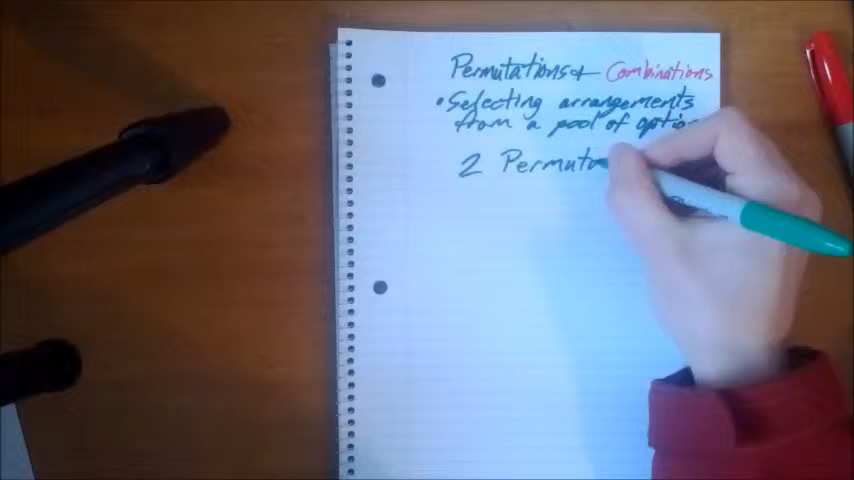 Permutations + Combinations
• Selecting arrangements
from a pool of optio
2 Permuta